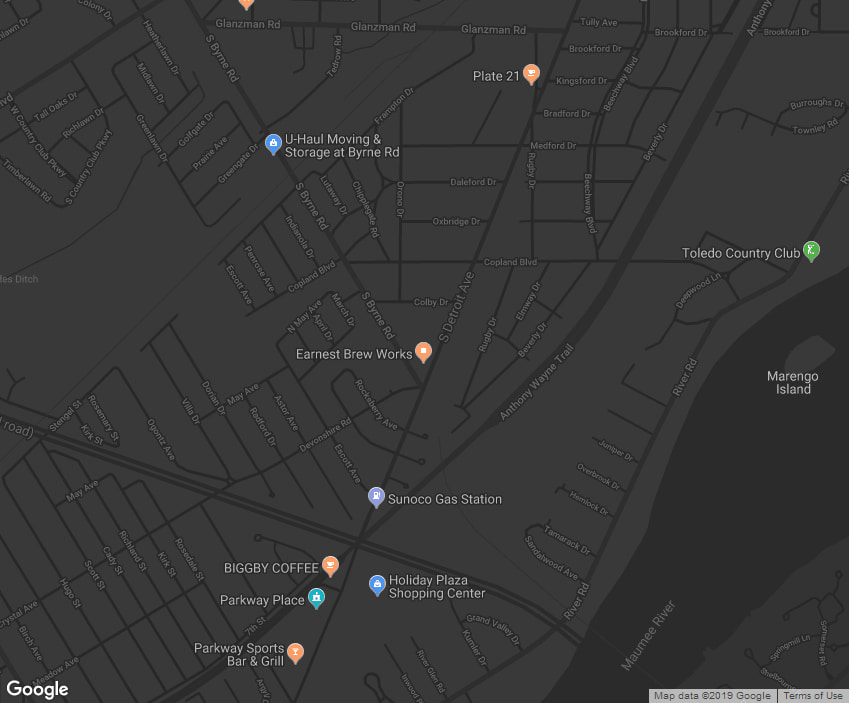 Colony Dr
Glanzman Rd
Glanzman Rd
Glanzman Rd
Tully Ave
Anthony
Heatherlawn Dr
S Byrne Rd
Tedrow Rd
Brookford Dr
Brookford Dr
Brookford Dr
Plate 21
Kingsford Dr
Beechway Blvd
Midlawn Dr
Tall Oaks Dr
Richlawn Dr
W Country Club Pkwy
Frampton Dr
Bradford Dr
Burroughs Dr
Townley Rd
Golfgate Dr
Greenlawn Dr
Prairie Ave
Greengate Dr
U-Haul Moving &
Storage at Byrne Rd
Medford Dr
Beverly Dr
Timberlawn Rd
S Country Club Pkwy
S Byrne Rd
Lutaway Dr
Chipplegate Rd
Orono Dr
Daleford Dr
Rugby Dr
Beechway Blvd
Indianola Dr
Oxbridge Dr
Toledo Country Club
Penrose Ave
Escott Ave
Copland Blvd
Copland Blvd
des Ditch
Deepwood Ln
S Detroit Ave
Colby Dr
Elmway Dr
N May Ave
March Dr
April Dr
S Byrne Rd
Rugby Dr
Beverly Dr
Earnest Brew Works
Anthony Wayne Trail
River Rd
Marengo
Island
May Ave
Rocksberry Ave
Stengel St
Rosemary St
Kirk St
road)
Villa Dr
Dorian Dr
Ogontz Ave
Radford Dr
Astor Ave
Devonshire Rd
Escott Ave
Juniper Dr
Overbrook Dr
Hemlock Dr
May Ave
Sunoco Gas Station
Tamarack Dr
Sandalwood Ave
Richland St
Cady St
Scott St
Hugo St
Kirk St
Rosedale St
BIGGBY COFFEE
Holiday Plaza
Shopping Center
Parkway Place
River Rd
Crystal Ave
Birch Ave
Meadow Ave
7th St
Grand Valley Dr
Kumler Dr
Maumee River
Springmill Ln
Somerset Rd
Parkway Sports
Bar & Grill
River Glen Rd
Inwood
Google
Map data ©2019 Google
Terms of Use